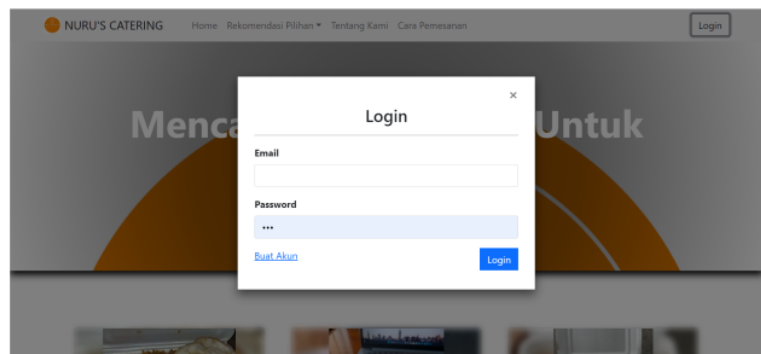 NURU'S CATERING Home Rekomendasi Pilihan Tentang Kami Cara Pemesanan Login
×
Login
Menca Untuk
Email
Password
•••
Buat Akun Login